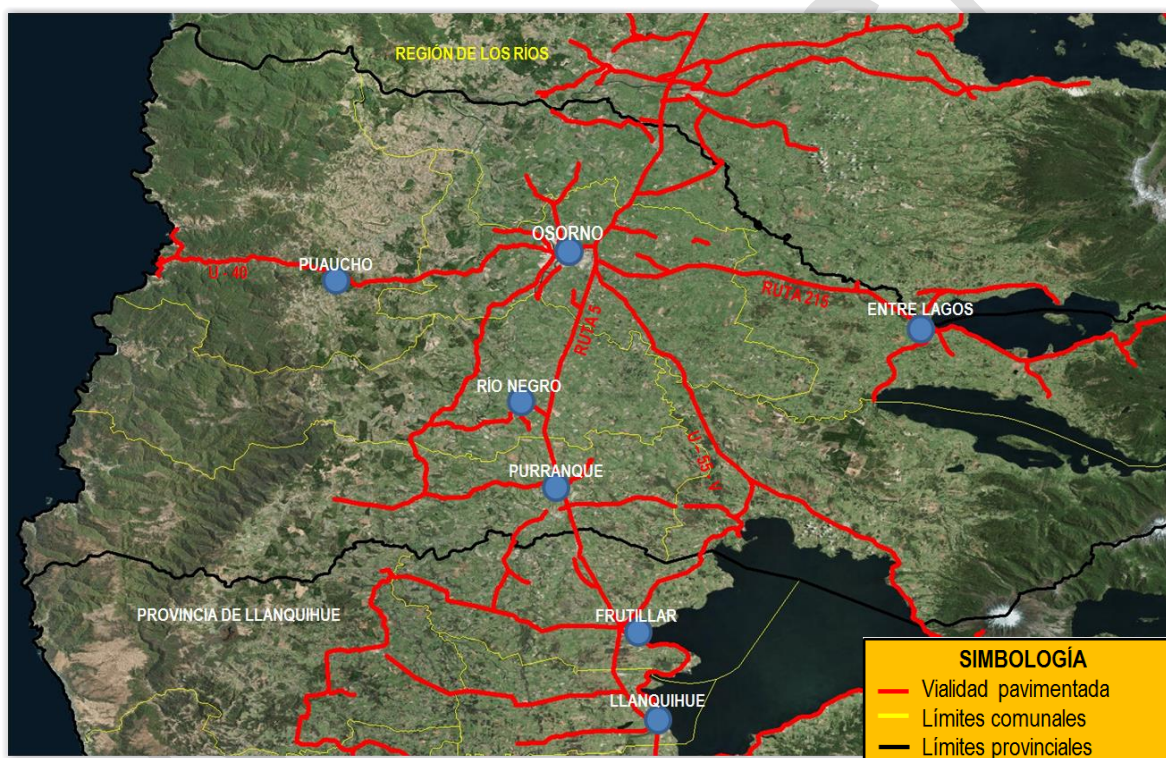 REGIÓN DE LOS RÍOS
OSORNO
PUAUCHO
U - 40
RUTA 215
ENTRE LAGOS
RUTA 5
RÍO NEGRO
U - 55 - V
PURRANQUE
PROVINCIA DE LLANQUIHUE
FRUTILLAR
LLANQUIHUE
SIMBOLOGÍA
Vialidad pavimentada
Límites comunales
Límites provinciales